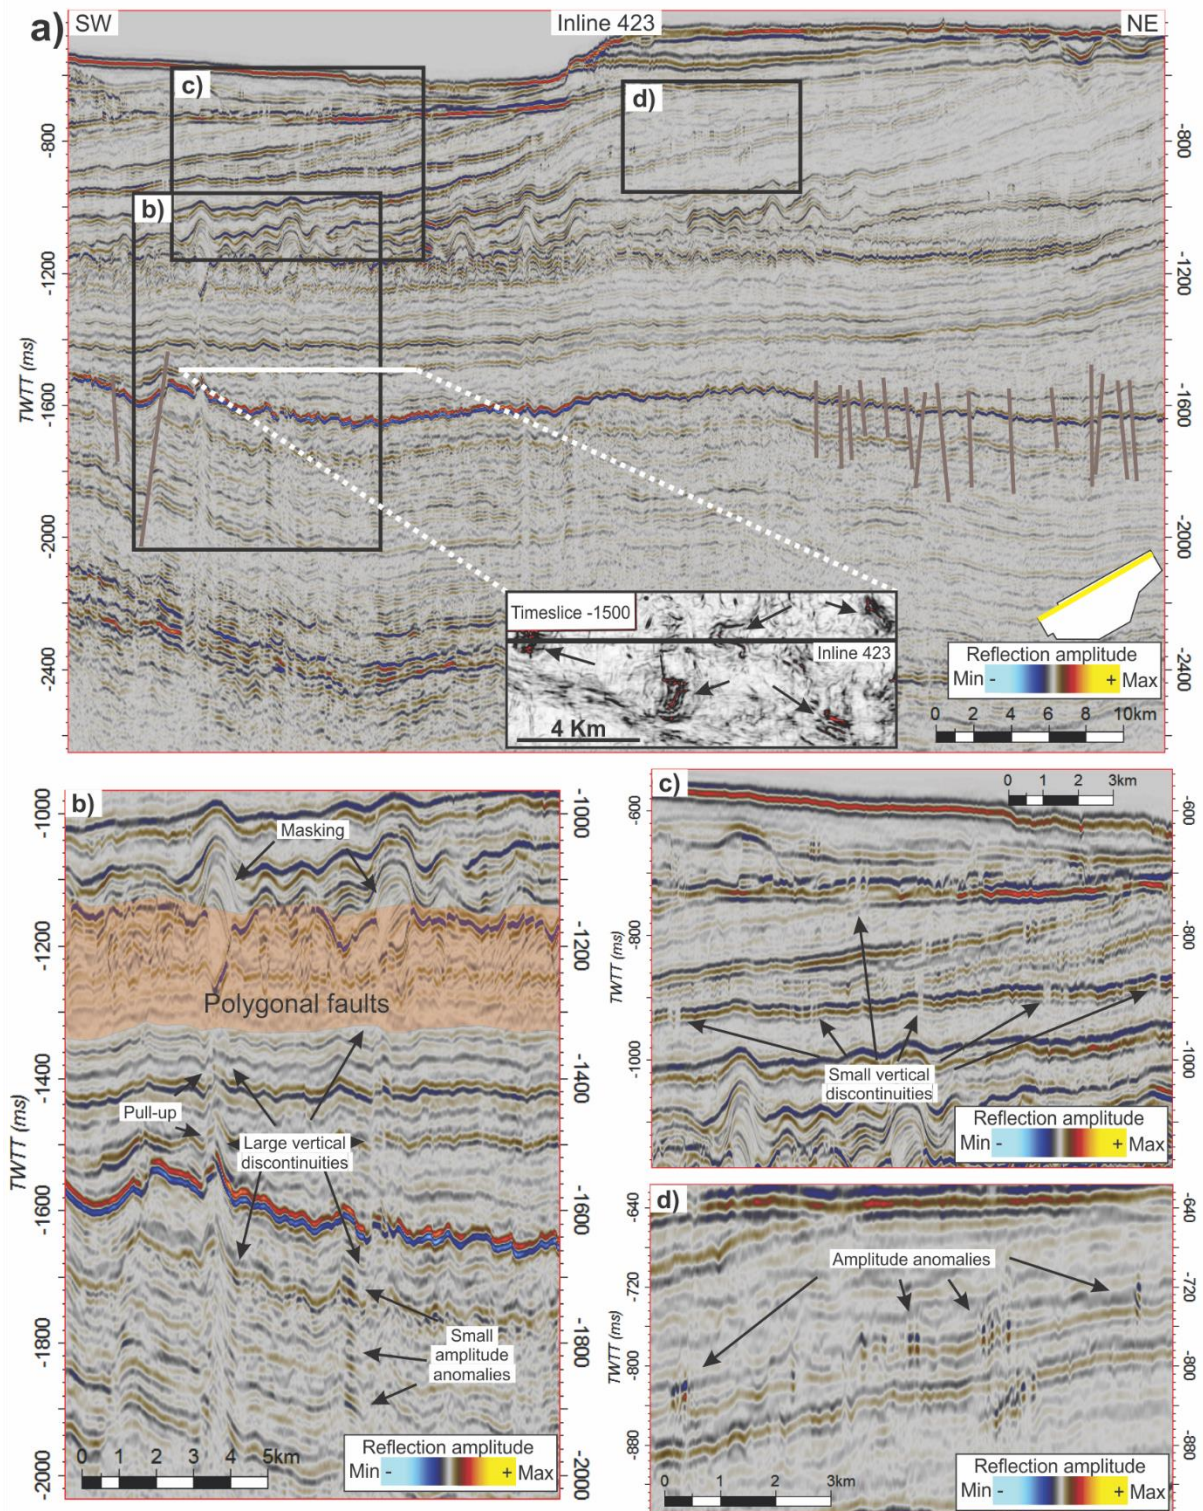 a) SW Inline 423 NE
c)
d)
b)
-800
-1200
-1600
-2000
-2400
TWTT (ms)
-800
-1200
-1600
-2000
-2400
Timeslice -1500
Inline 423
4 Km
Reflection amplitude
Min - + Max
0 2 4 6 8 10km
b)
-1000
-1200
-1400
-1600
-1800
-2000
TWTT (ms)
Masking
Polygonal faults
Pull-up
Large vertical
discontinuities
Small
amplitude
anomalies
0 1 2 3 4 5km
Reflection amplitude
Min - + Max
-1000
-1200
-1400
-1600
-1800
-2000
c)
0 1 2 3km
-600
-800
-1000
TWTT (ms)
Small vertical
discontinuities
Reflection amplitude
Min - + Max
-600
-800
-1000
d)
-640
-720
-800
-880
TWTT (ms)
Amplitude anomalies
0 1 2 3km
Reflection amplitude
Min - + Max
-640
-720
-800
-880